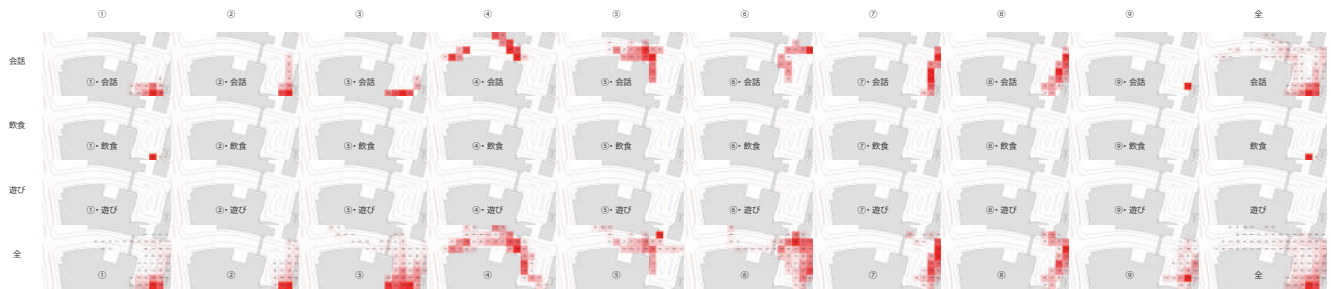 ① ② ③ ④ ⑤ ⑥ ⑦ ⑧ ⑨ 全
会話 ①・会話 ②・会話 ③・会話 ④・会話 ⑤・会話 ⑥・会話 ⑦・会話 ⑧・会話 ⑨・会話 会話
飲食 ①・飲食 ②・飲食 ③・飲食 ④・飲食 ⑤・飲食 ⑥・飲食 ⑦・飲食 ⑧・飲食 ⑨・飲食 飲食
遊び ①・遊び ②・遊び ③・遊び ④・遊び ⑤・遊び ⑥・遊び ⑦・遊び ⑧・遊び ⑨・遊び 遊び
全 ① ② ③ ④ ⑤ ⑥ ⑦ ⑧ ⑨ 全